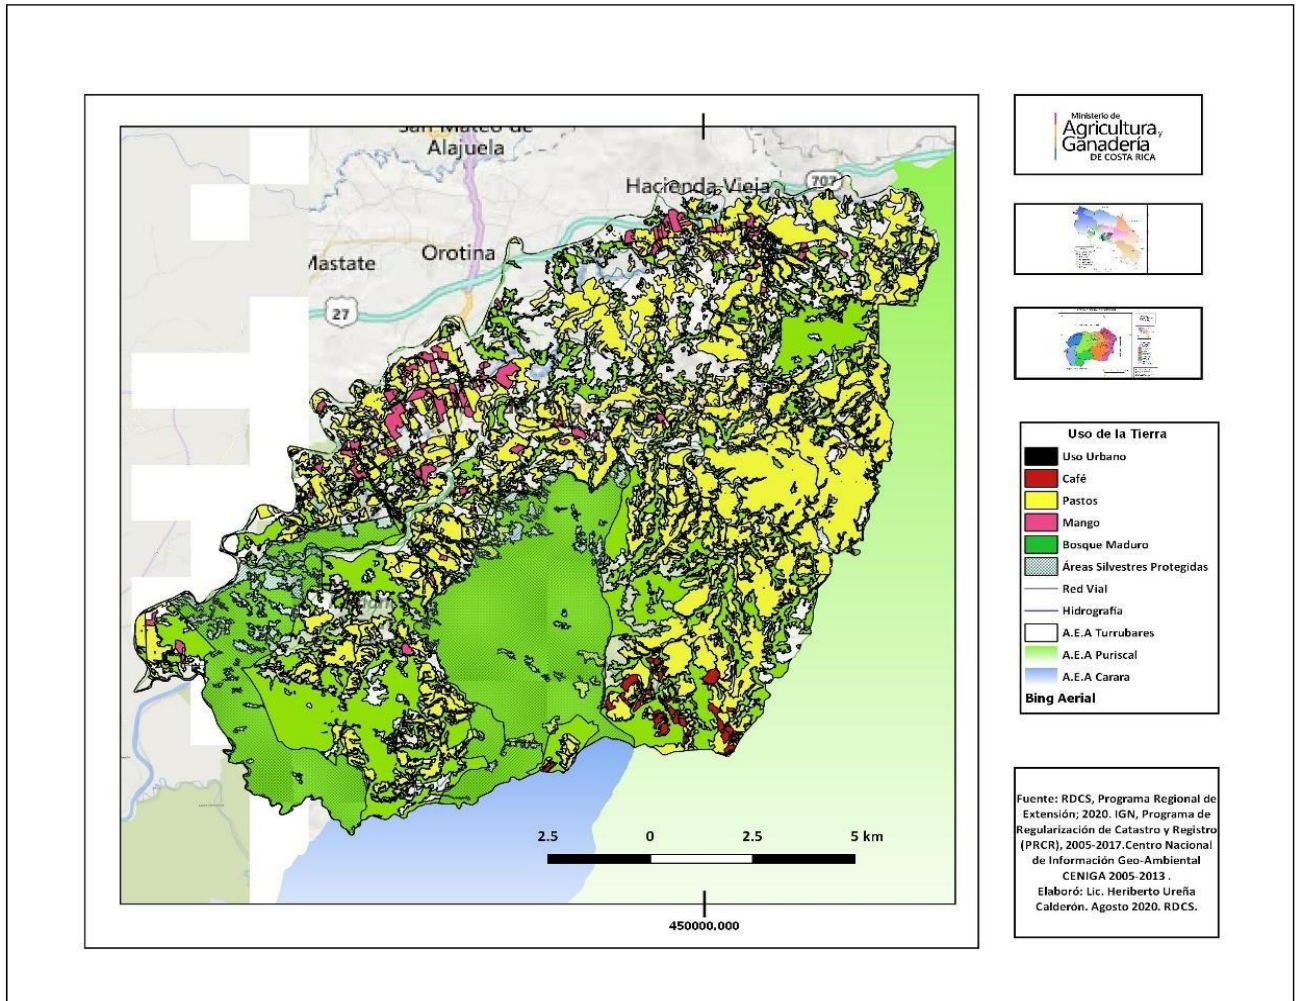 San Mateo de
Alajuela
Hacienda Vieja
707
Orotina
Mastate
27
2.5 0 2.5 5 km
450000.000
Ministerio de
Agricultura y
Ganadería
DE COSTA RICA
Uso de la Tierra
Uso Urbano
Café
Pastos
Mango
Bosque Maduro
Áreas Silvestres Protegidas
Red Vial
Hidrografía
A.E.A Turrubares
A.E.A Puriscal
A.E.A Carara
Bing Aerial
Fuente: RDCS, Programa Regional de
Extensión; 2020. IGN, Programa de
Regularización de Catastro y Registro
(PRCR), 2005-2017.Centro Nacional
de Información Geo-Ambiental
CENIGA 2005-2013 .
Elaboró: Lic. Heriberto Ureña
Calderón. Agosto 2020. RDCS.